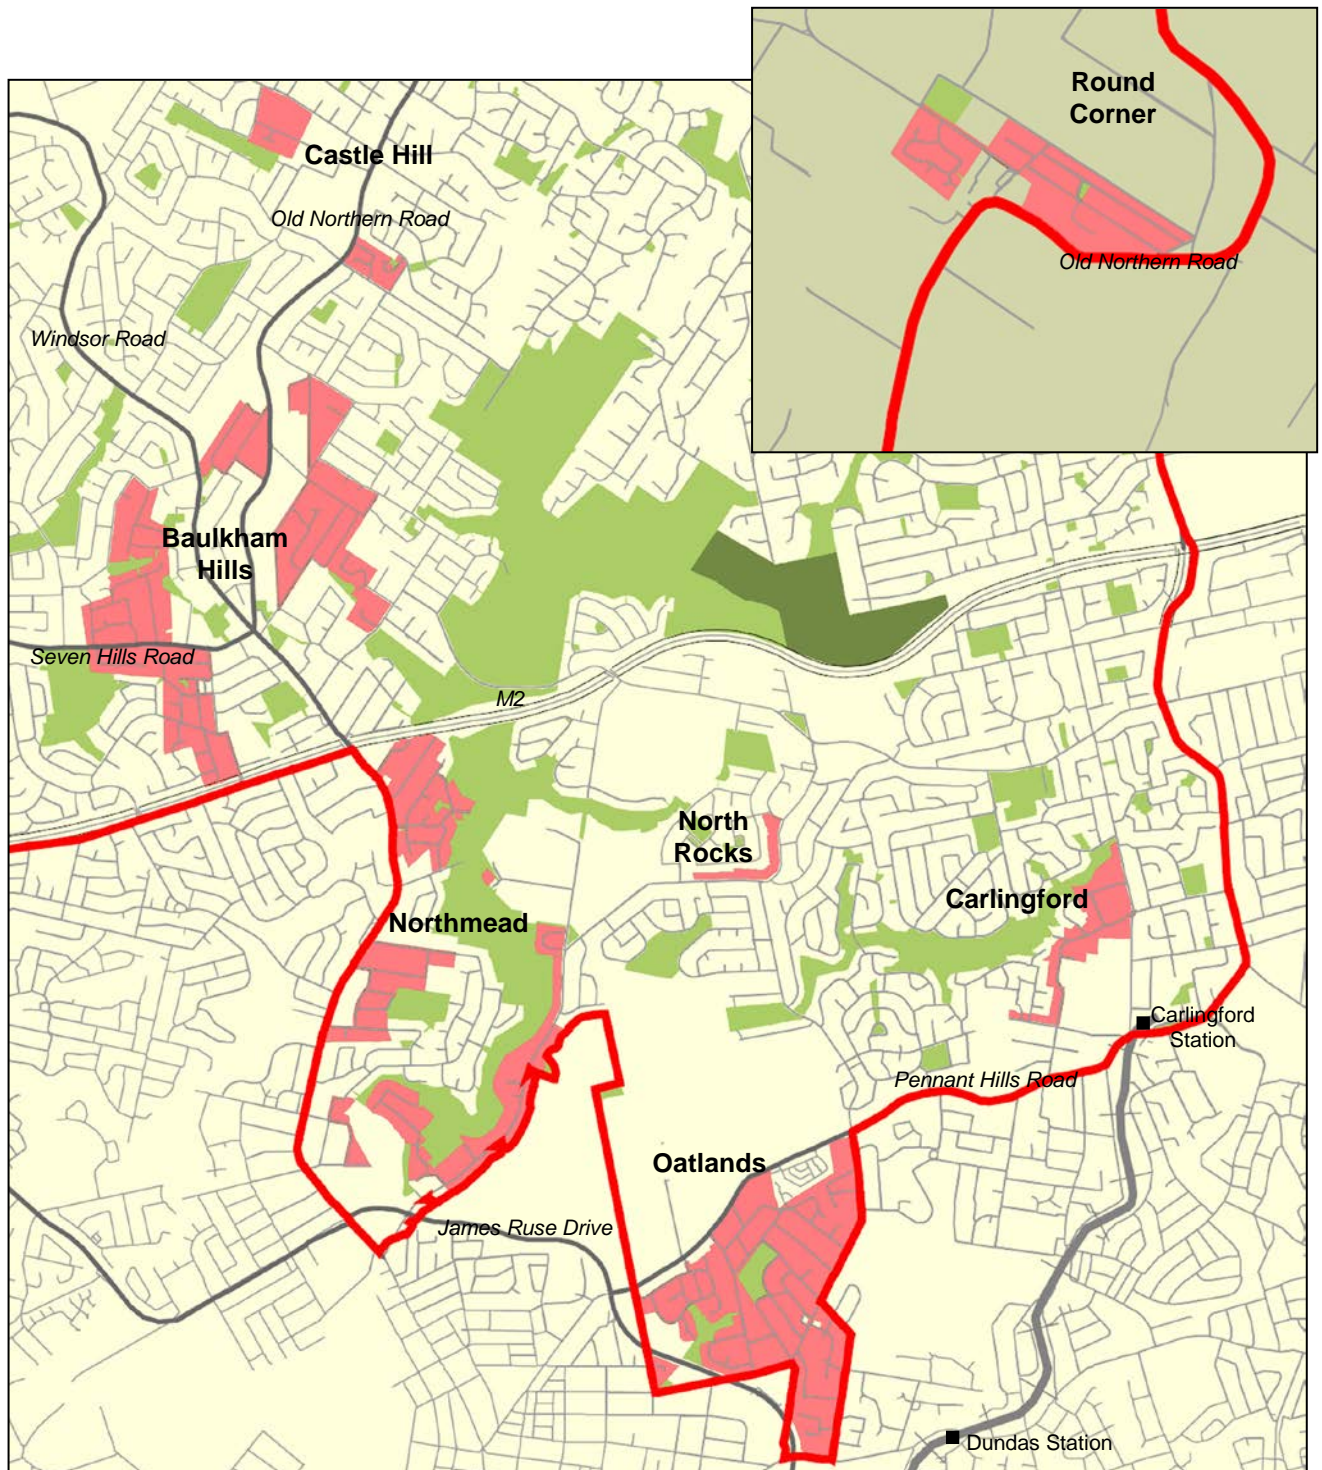 Round
Corner
Old Northern Road
Castle Hill
Old Northern Road
Windsor Road
Baulkham
Hills
Seven Hills Road
M2
North
Rocks
Carlingford
Northmead
Carlingford
Station
Pennant Hills Road
Oatlands
James Ruse Drive
Dundas Station